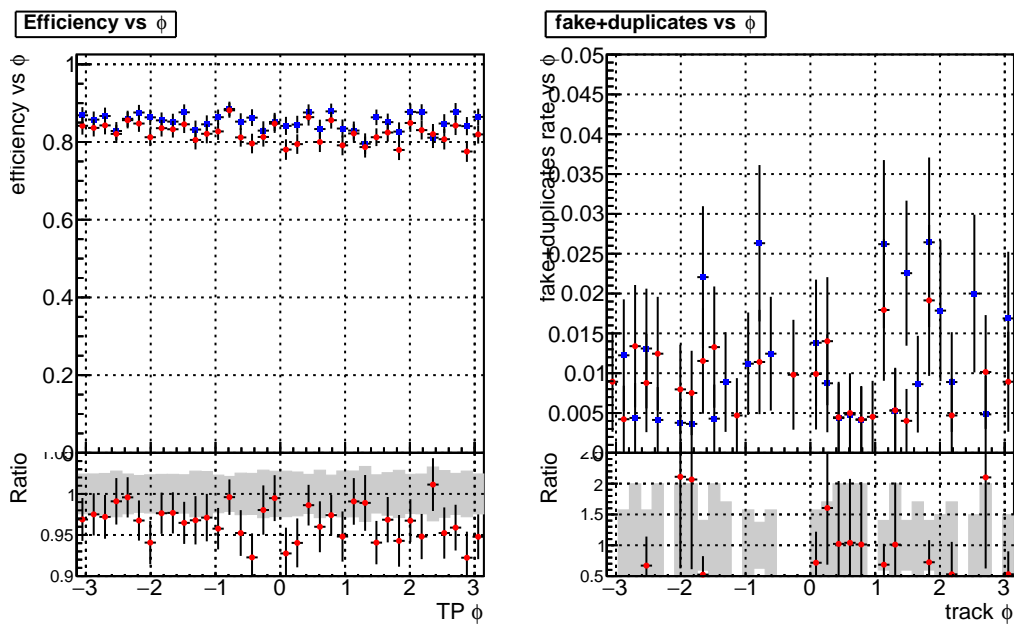 Efficiency vs ϕ
efficiency vs ϕ
1
0.8
0.6
0.4
0.2
0
Ratio
1
0.95
0.9
−3 −2 −1 0 1 2 3
TP ϕ
fake+duplicates vs ϕ
fake+duplicates rate vs ϕ
0.05
0.045
0.04
0.035
0.03
0.025
0.02
0.015
0.01
0.005
0
Ratio
2
1.5
1
0.5
−3 −2 −1 0 1 2 3
track ϕ